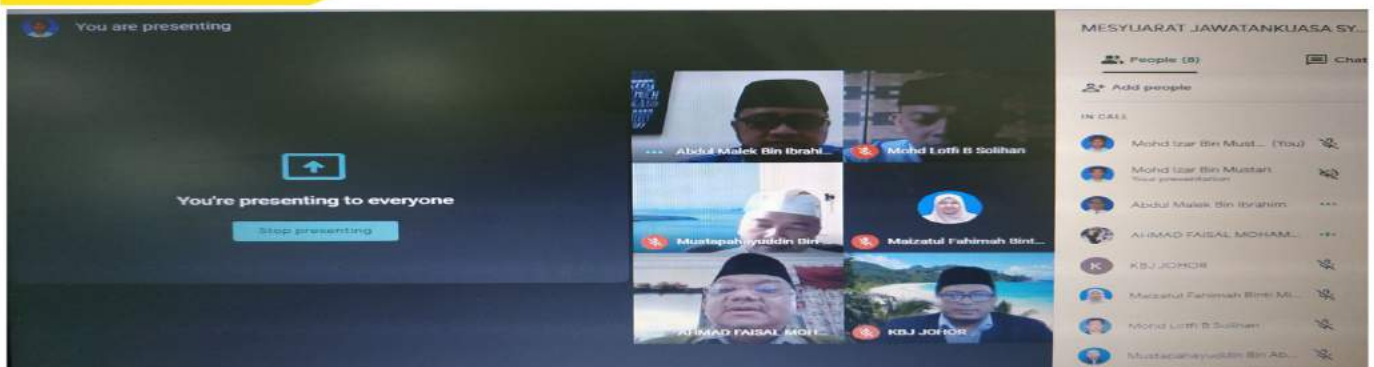 You are presenting
You're presenting to everyone
Stop presenting
Abdul Malek Bin Ibrahi...
Mohd Lotfi B Solihan
Mustapahayuddin Bin
Maizatul Fahimah Bint...
AHMAD FAISAL MOH...
KBJ JOHOR
MESYUARAT JAWATANKUASA SY...
People (8)
Chat
Add people
IN CALL
Mohd Izar Bin Must... (You)
Mohd Izar Bin Mustari
Your presentation
Abdul Malek Bin Ibrahim
AHMAD FAISAL MOHAM...
K
KBJ JOHOR
Maizatul Fahimah Binti Mi...
Mohd Lotfi B Solihan
Mustapahayuddin Bin Ab...